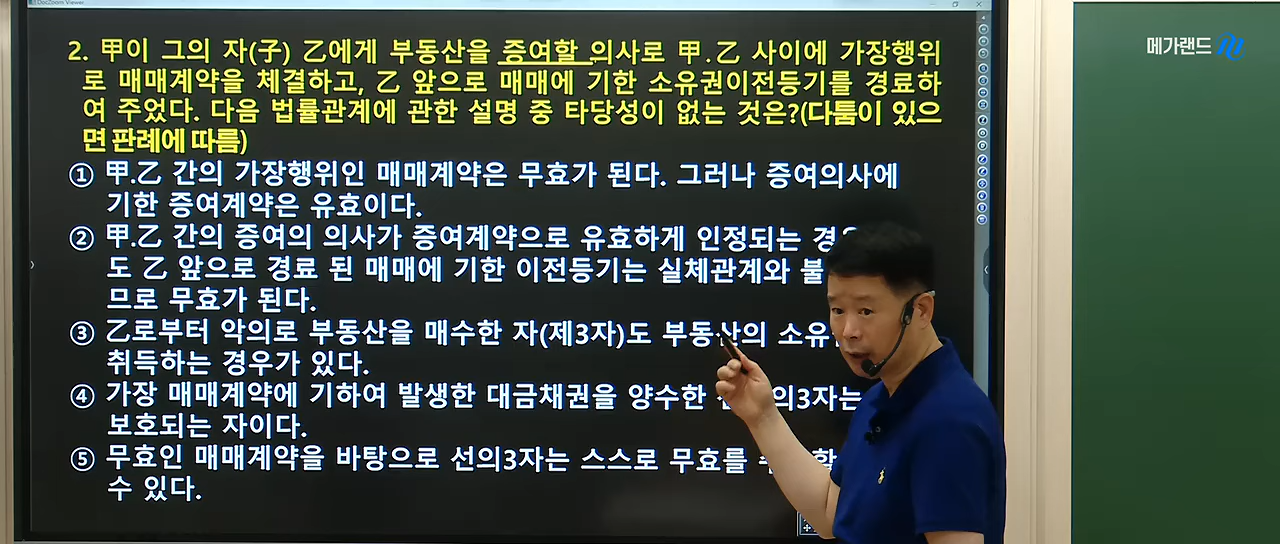 DocZoom Viewer
메가랜드
2. 甲이 그의 자(子) 乙에게 부동산을 증여할 의사로 甲.乙 사이에 가장행위
로 매매계약을 체결하고, 乙 앞으로 매매에 기한 소유권이전등기를 경료하
여 주었다. 다음 법률관계에 관한 설명 중 타당성이 없는 것은?(다툼이 있으
면 판례에 따름)
① 甲.乙 간의 가장행위인 매매계약은 무효가 된다. 그러나 증여의사에
기한 증여계약은 유효이다.
② 甲.乙 간의 증여의 의사가 증여계약으로 유효하게 인정되는
도 乙 앞으로 경료 된 매매에 기한 이전등기는 실체관계와 불
므로 무효가 된다.
③ 乙로부터 악의로 부동산을 매수한 자(제3자)도 부동산의 소유
취득하는 경우가 있다.
④ 가장 매매계약에 기하여 발생한 대금채권을 양수한 의3자는
보호되는 자이다.
⑤ 무효인 매매계약을 바탕으로 선의3자는 스스로 무효를
수 있다.